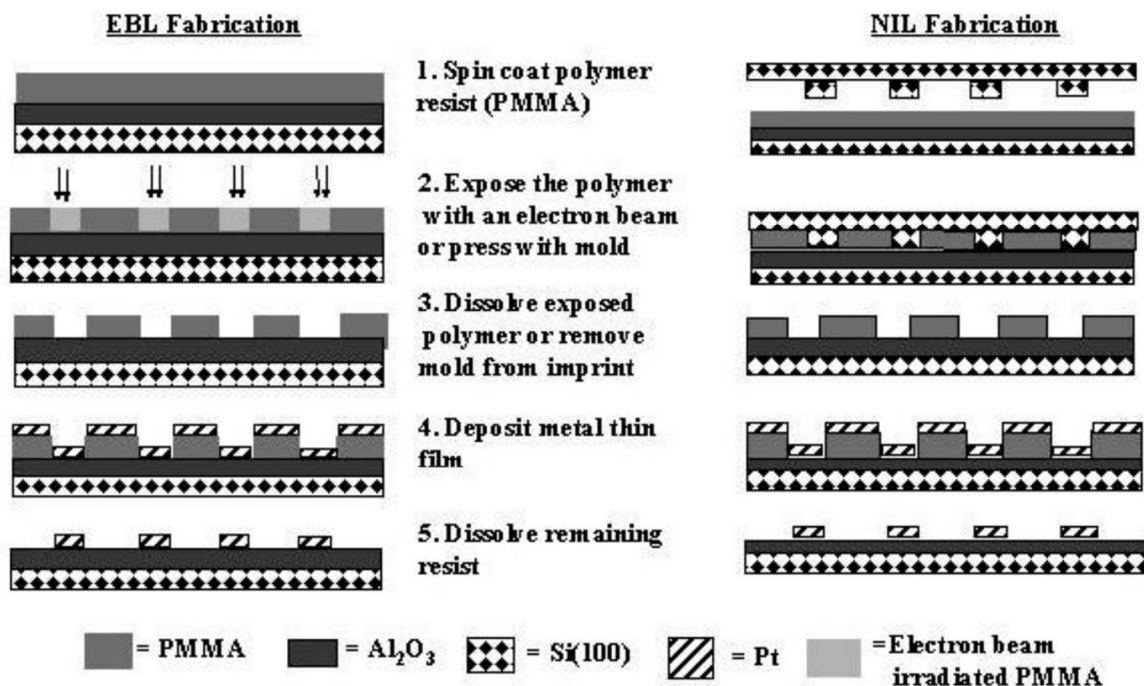 EBL Fabrication
NIL Fabrication
1. Spin coat polymer
resist (PMMA)
2. Expose the polymer
with an electron beam
or press with mold
3. Dissolve exposed
polymer or remove
mold from imprint
4. Deposit metal thin
film
5. Dissolve remaining
resist
= PMMA
= Al₂O₃
= Si(100)
= Pt
=Electron beam
irradiated PMMA